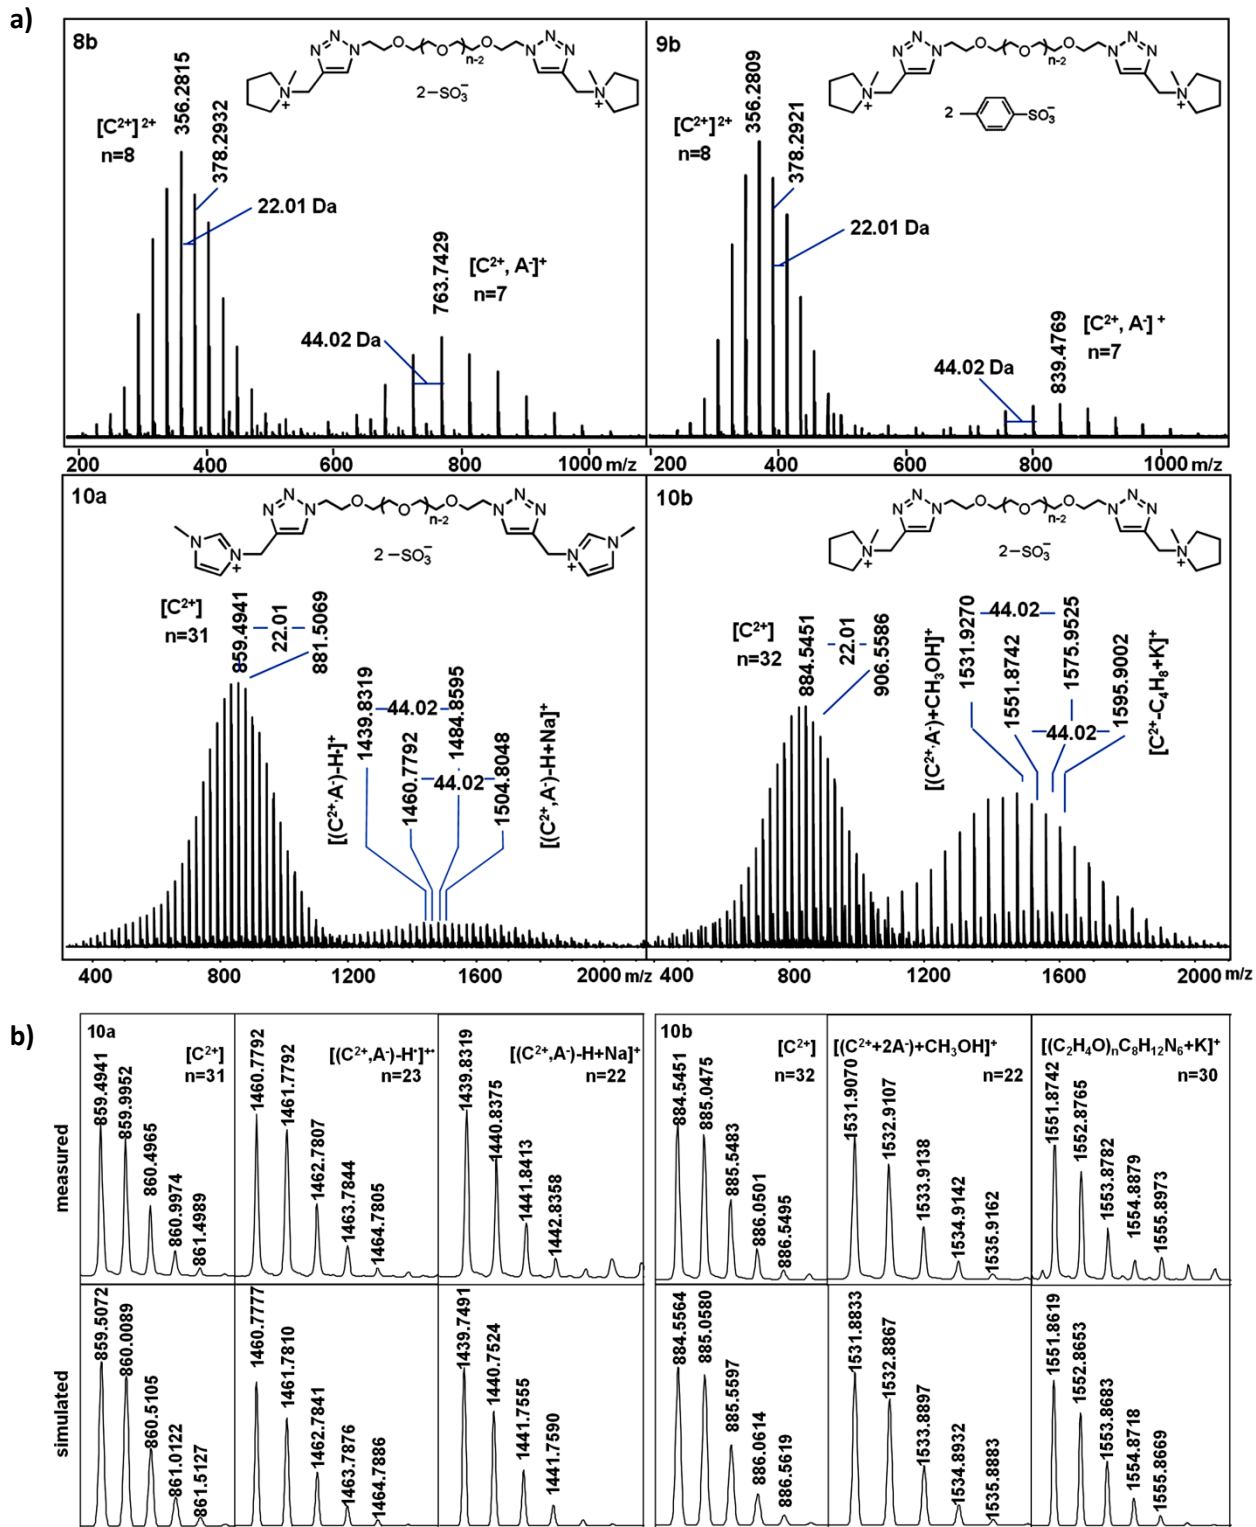 a)
8b
N
N
N
O
(
O
)
O
n-2
N
N
N
N
+
2
SO₃⁻
N
+
[C²⁺]²⁺
n=8
356.2815
378.2932
22.01 Da
763.7429
[C²⁺, A⁻]⁺
n=7
44.02 Da
200
400
600
800
1000
m/z
9b
N
N
N
O
(
O
)
O
n-2
N
N
N
N
+
2
SO₃⁻
N
+
[C²⁺]²⁺
n=8
356.2809
378.2921
22.01 Da
[C²⁺, A⁻]⁺
n=7
44.02 Da
839.4769
200
400
600
800
1000
m/z
10a
N
N
N
O
(
O
)
O
n-2
N
N
N
N
N
+
2
SO₃⁻
N
N
+
[C²⁺]
n=31
859.4941
22.01
881.5069
[(C²⁺,A⁻)-H·]⁺
1439.8319
44.02
1484.8595
1460.7792
44.02
1504.8048
[(C²⁺,A⁻)-H+Na]⁺
400
800
1200
1600
2000
m/z
10b
N
N
N
O
(
O
)
O
n-2
N
N
N
N
+
2
SO₃⁻
N
+
[C²⁺]
n=32
884.5451
22.01
906.5586
[(C²⁺,A⁻)+CH₃OH]⁺
1531.9270
44.02
1575.9525
1551.8742
44.02
1595.9002
[C²⁺-C₄H₈+K]⁺
400
800
1200
1600
2000
m/z
b)
measured
10a
[C²⁺]
n=31
859.4941
859.9952
860.4965
860.9974
861.4989
[(C²⁺,A⁻)-H·]⁺·
n=23
1460.7792
1461.7792
1462.7807
1463.7844
1464.7805
[(C²⁺,A⁻)-H+Na]⁺
n=22
1439.8319
1440.8375
1441.8413
1442.8358
10b
[C²⁺]
n=32
884.5451
885.0475
885.5483
886.0501
886.5495
[(C²⁺+2A⁻)+CH₃OH]⁺
n=22
1531.9070
1532.9107
1533.9138
1534.9142
1535.9162
[(C₂H₄O)ₙC₈H₁₂N₆+K]⁺
n=30
1551.8742
1552.8765
1553.8782
1554.8879
1555.8973
simulated
859.5072
860.0089
860.5105
861.0122
861.5127
1460.7777
1461.7810
1462.7841
1463.7876
1464.7886
1439.7491
1440.7524
1441.7555
1441.7590
884.5564
885.0580
885.5597
886.0614
886.5619
1531.8833
1532.8867
1533.8897
1534.8932
1535.8883
1551.8619
1552.8653
1553.8683
1554.8718
1555.8669